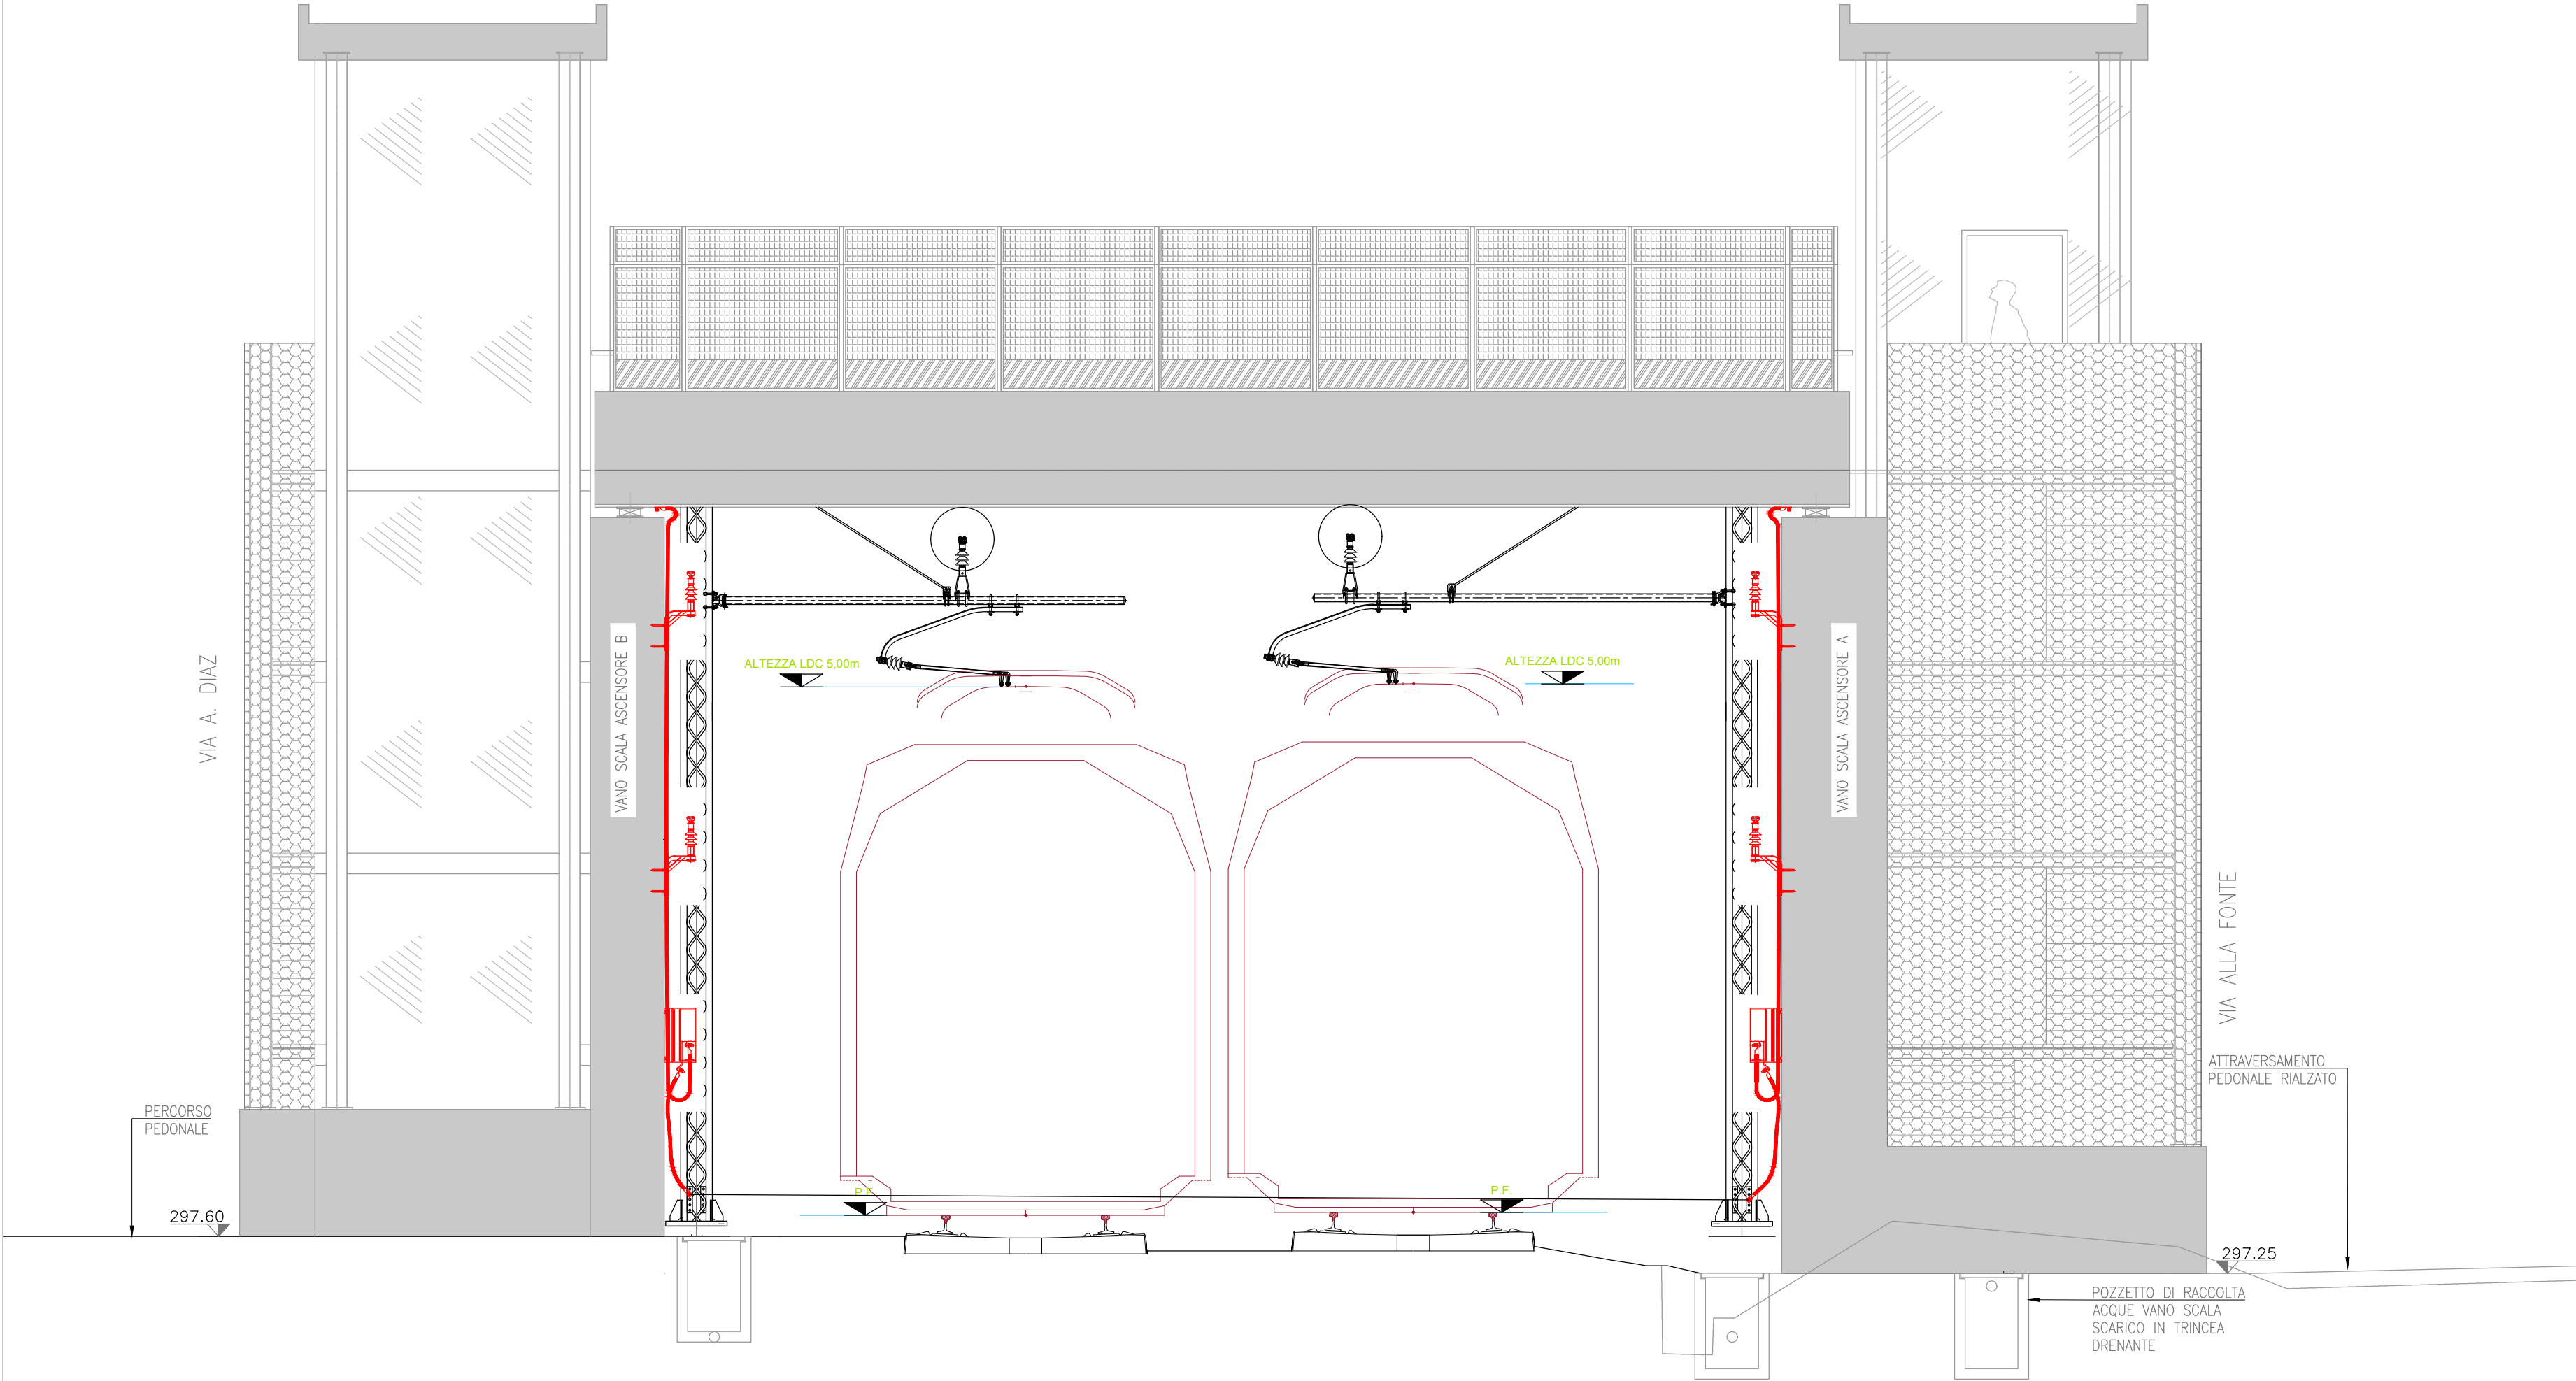 VIA A. DIAZ
PERCORSO
PEDONALE
297.60
VANO SCALA ASCENSORE B
ALTEZZA LDC 5,00m
P.F.
ALTEZZA LDC 5,00m
P.F.
VANO SCALA ASCENSORE A
VIA ALLA FONTE
ATTRAVERSAMENTO
PEDONALE RIALZATO
297.25
POZZETTO DI RACCOLTA
ACQUE VANO SCALA
SCARICO IN TRINCEA
DRENANTE